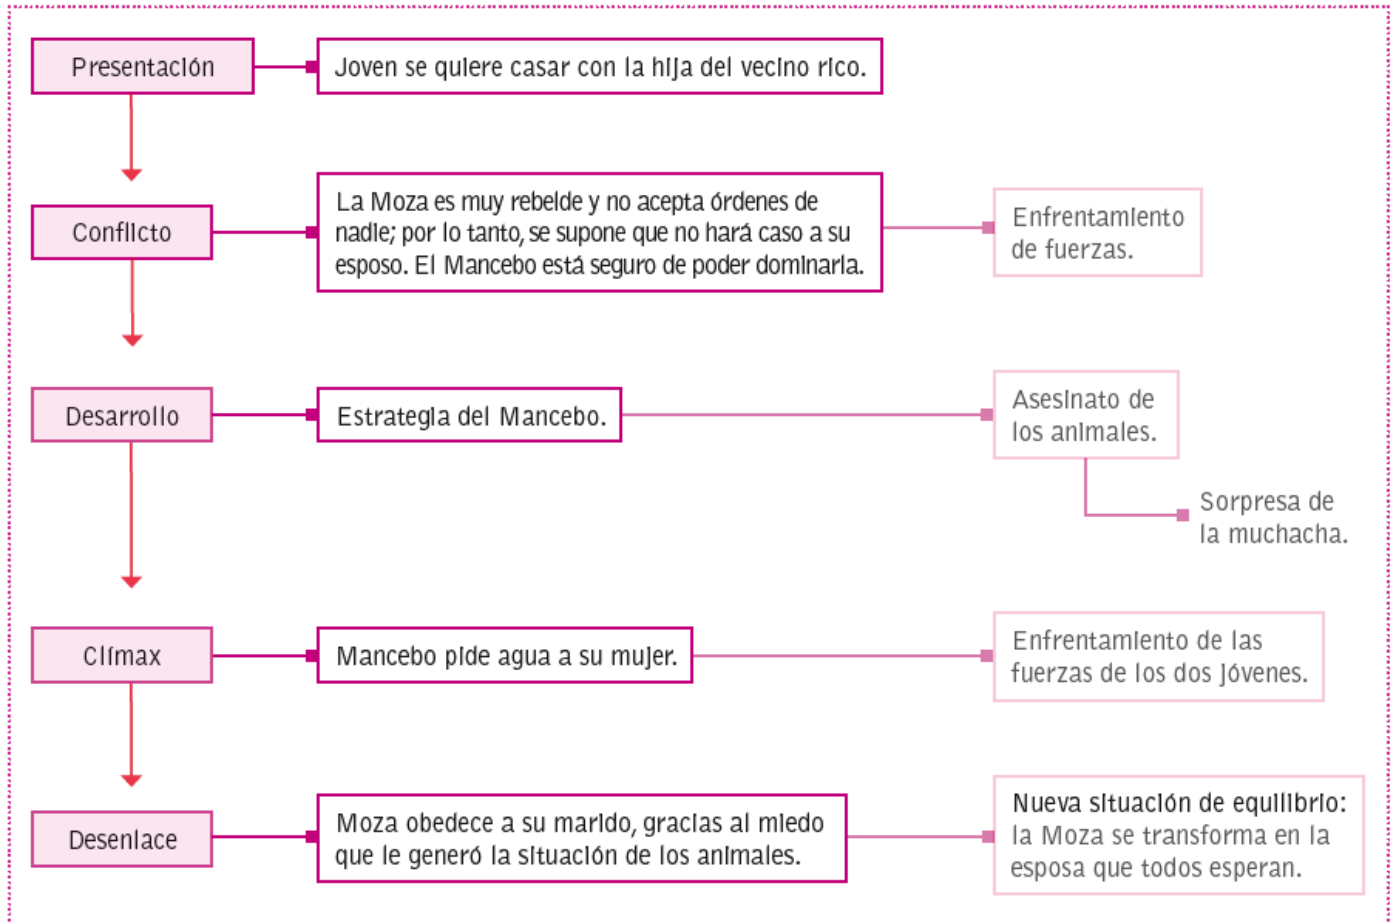 Presentación
Joven se quiere casar con la hija del vecino rico.
Conflicto
La Moza es muy rebelde y no acepta órdenes de
nadie; por lo tanto, se supone que no hará caso a su
esposo. El Mancebo está seguro de poder dominarla.
Enfrentamiento
de fuerzas.
Desarrollo
Estrategia del Mancebo.
Asesinato de
los animales.
Sorpresa de
la muchacha.
Clímax
Mancebo pide agua a su mujer.
Enfrentamiento de las
fuerzas de los dos jóvenes.
Desenlace
Moza obedece a su marido, gracias al miedo
que le generó la situación de los animales.
Nueva situación de equilibrio:
la Moza se transforma en la
esposa que todos esperan.